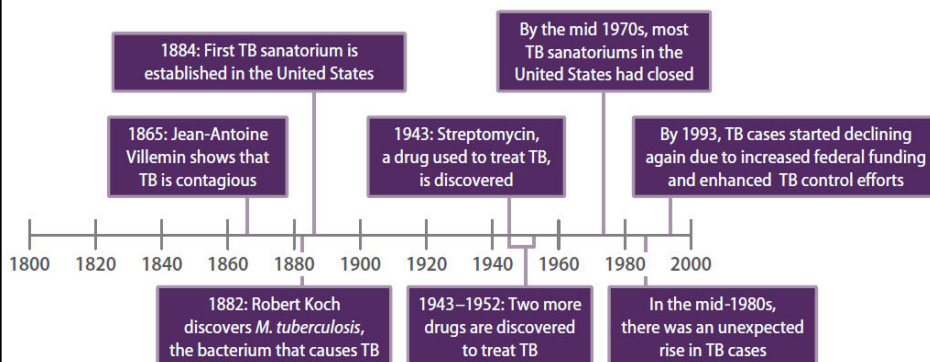 1884: First TB sanatorium is
established in the United States
By the mid 1970s, most
TB sanatoriums in the
United States had closed
1865: Jean-Antoine
Villemin shows that
TB is contagious
1943: Streptomycin,
a drug used to treat TB,
is discovered
By 1993, TB cases started declining
again due to increased federal funding
and enhanced TB control efforts
1800 1820 1840 1860 1880 1900 1920 1940 1960 1980 2000
1882: Robert Koch
discovers M. tuberculosis,
the bacterium that causes TB
1943–1952: Two more
drugs are discovered
to treat TB
In the mid-1980s,
there was an unexpected
rise in TB cases